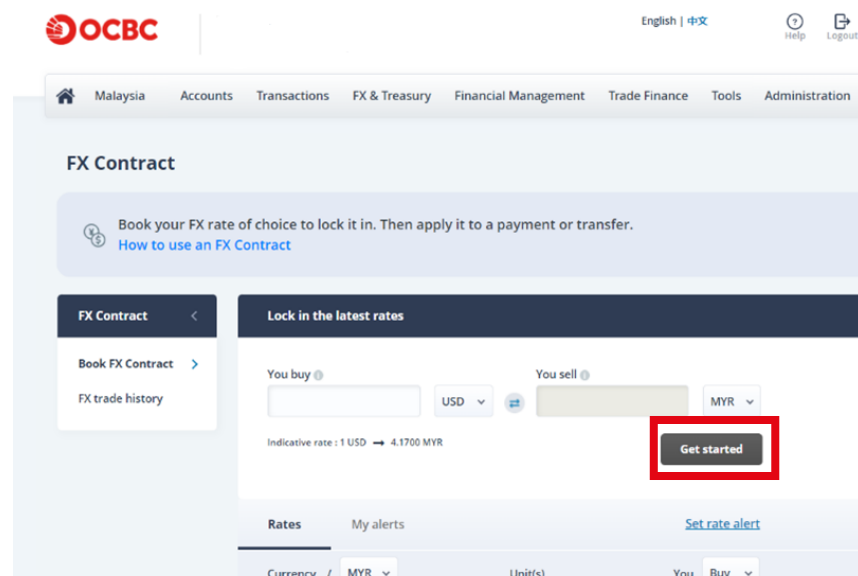 OCBC
English | 中文
Help
Logout
Malaysia Accounts Transactions FX & Treasury Financial Management Trade Finance Tools Administration
FX Contract
Book your FX rate of choice to lock it in. Then apply it to a payment or transfer.
How to use an FX Contract
FX Contract
Book FX Contract
FX trade history
Lock in the latest rates
You buy You sell
USD MYR
Indicative rate : 1 USD → 4.1700 MYR
Get started
Rates My alerts Set rate alert
Currency / MYR Unit(s) You Buy